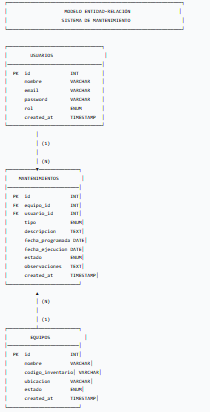 MODELO ENTIDAD-RELACIÓN
SISTEMA DE MANTENIMIENTO
USUARIOS
PK id INT
nombre VARCHAR
email VARCHAR
password VARCHAR
rol ENUM
created_at TIMESTAMP
(1)
(N)
MANTENIMIENTOS
PK id INT
FK equipo_id INT
FK usuario_id INT
tipo ENUM
descripcion TEXT
fecha_programada DATE
fecha_ejecucion DATE
estado ENUM
observaciones TEXT
created_at TIMESTAMP
(N)
(1)
EQUIPOS
PK id INT
nombre VARCHAR
codigo_inventario VARCHAR
ubicacion VARCHAR
estado ENUM
created_at TIMESTAMP